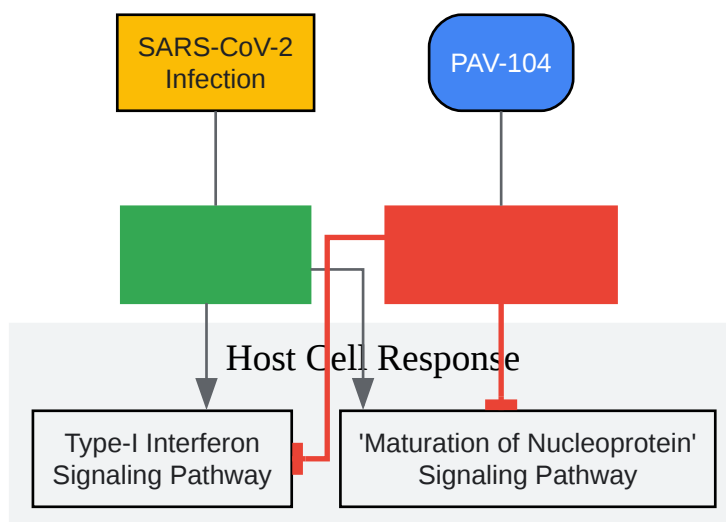 SARS-CoV-2
Infection
PAV-104
Host Cell Response
Type-I Interferon
Signaling Pathway
'Maturation of Nucleoprotein'
Signaling Pathway